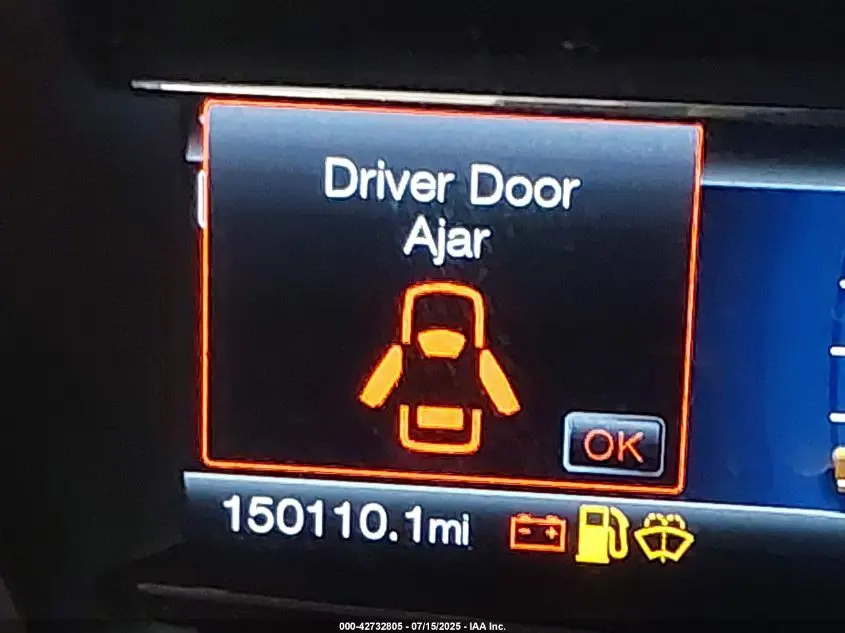 Driver Door
Ajar
OK
150110.1mi
000-42732805 - 07/15/2025 - IAA Inc.